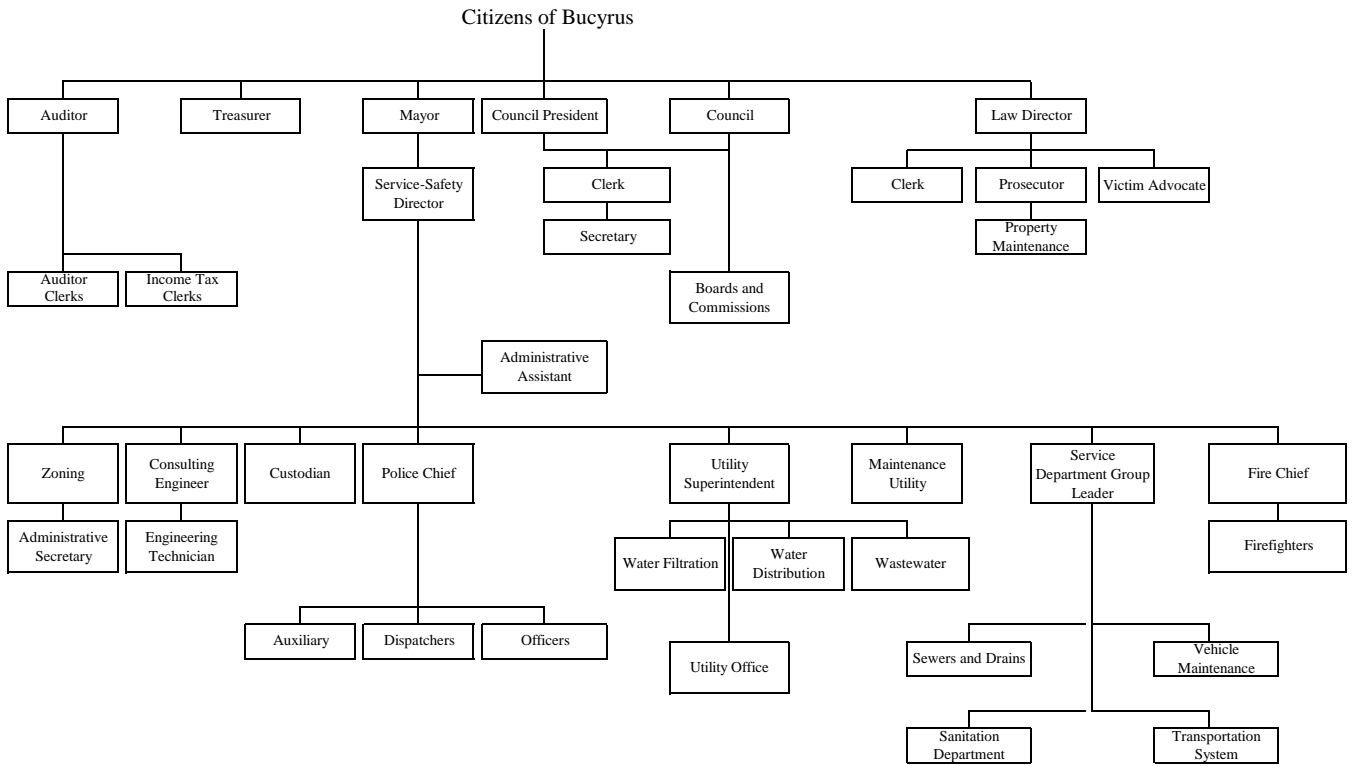 Citizens of Bucyrus
Auditor
Treasurer
Mayor
Council President
Council
Law Director
Service-Safety
Director
Clerk
Clerk
Prosecutor
Victim Advocate
Secretary
Property
Maintenance
Auditor
Clerks
Income Tax
Clerks
Boards and
Commissions
Administrative
Assistant
Zoning
Consulting
Engineer
Custodian
Police Chief
Utility
Superintendent
Maintenance
Utility
Service
Department Group
Leader
Fire Chief
Administrative
Secretary
Engineering
Technician
Water Filtration
Water
Distribution
Wastewater
Firefighters
Auxiliary
Dispatchers
Officers
Utility Office
Sewers and Drains
Vehicle
Maintenance
Sanitation
Department
Transportation
System